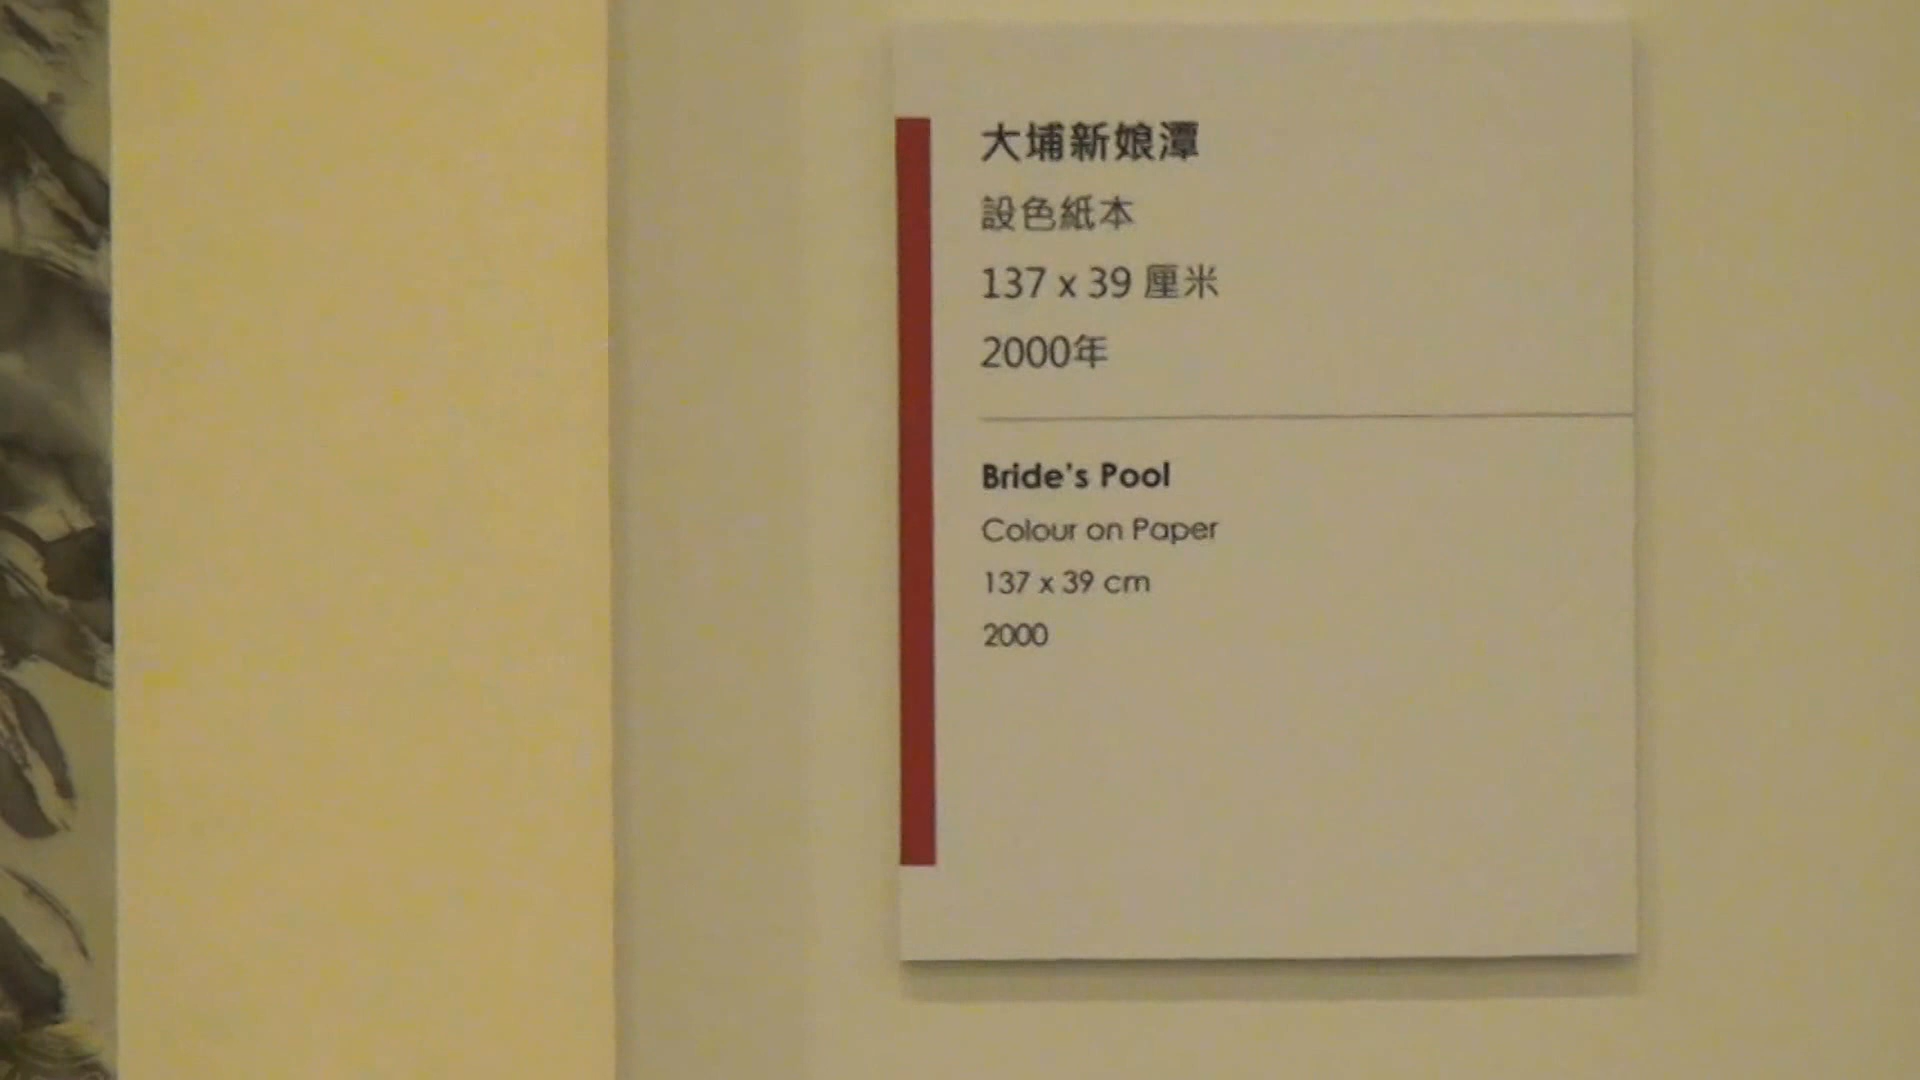 大埔新娘潭
設色紙本
137 x 39 厘米
2000年
Bride's Pool
Colour on Paper
137 x 39 cm
2000